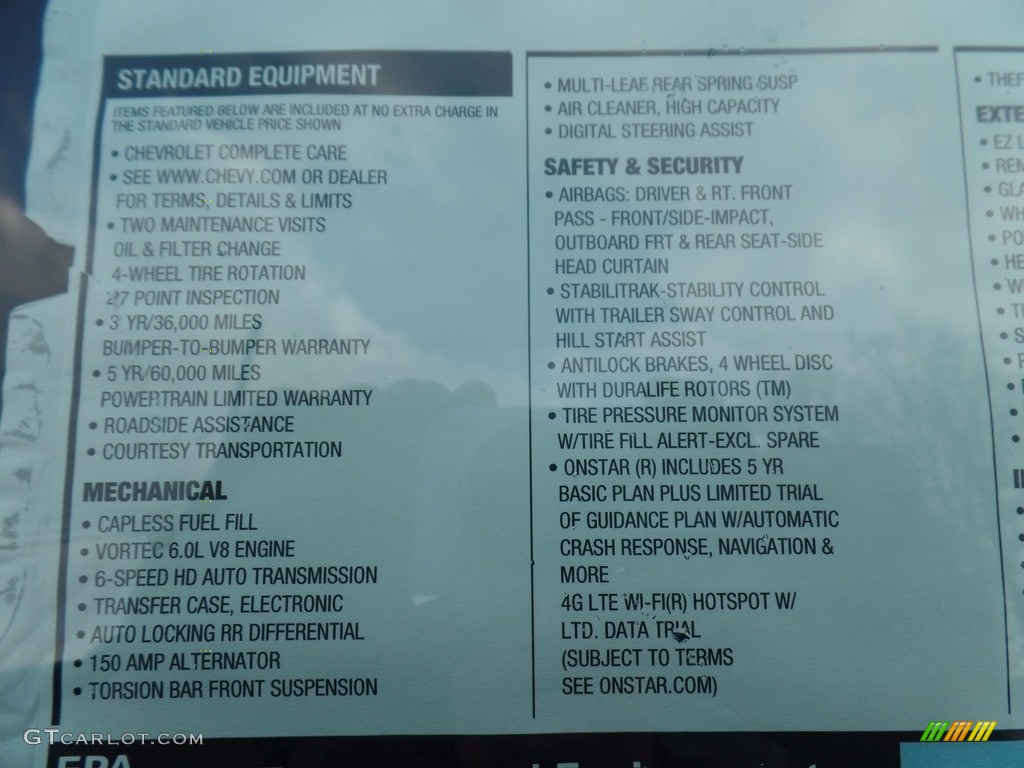 STANDARD EQUIPMENT
ITEMS FEATURED BELOW ARE INCLUDED AT NO EXTRA CHARGE IN
THE STANDARD VEHICLE PRICE SHOWN
• CHEVROLET COMPLETE CARE
• SEE WWW.CHEVY.COM OR DEALER
FOR TERMS, DETAILS & LIMITS
• TWO MAINTENANCE VISITS
OIL & FILTER CHANGE
4-WHEEL TIRE ROTATION
27 POINT INSPECTION
• 3 YR/36,000 MILES
BUMPER-TO-BUMPER WARRANTY
• 5 YR/60,000 MILES
POWERTRAIN LIMITED WARRANTY
• ROADSIDE ASSISTANCE
• COURTESY TRANSPORTATION
MECHANICAL
• CAPLESS FUEL FILL
• VORTEC 6.0L V8 ENGINE
• 6-SPEED HD AUTO TRANSMISSION
• TRANSFER CASE, ELECTRONIC
• AUTO LOCKING RR DIFFERENTIAL
• 150 AMP ALTERNATOR
• TORSION BAR FRONT SUSPENSION
• MULTI-LEAF REAR SPRING SUSP
• AIR CLEANER, HIGH CAPACITY
• DIGITAL STEERING ASSIST
SAFETY & SECURITY
• AIRBAGS: DRIVER & RT. FRONT
PASS - FRONT/SIDE-IMPACT,
OUTBOARD FRT & REAR SEAT-SIDE
HEAD CURTAIN
• STABILITRAK-STABILITY CONTROL
WITH TRAILER SWAY CONTROL AND
HILL START ASSIST
• ANTILOCK BRAKES, 4 WHEEL DISC
WITH DURALIFE ROTORS (TM)
• TIRE PRESSURE MONITOR SYSTEM
W/TIRE FILL ALERT-EXCL. SPARE
• ONSTAR (R) INCLUDES 5 YR
BASIC PLAN PLUS LIMITED TRIAL
OF GUIDANCE PLAN W/AUTOMATIC
CRASH RESPONSE, NAVIGATION &
MORE
4G LTE WI-FI(R) HOTSPOT W/
LTD. DATA TRIAL
(SUBJECT TO TERMS
SEE ONSTAR.COM)
EPA
GTCARLOT.COM